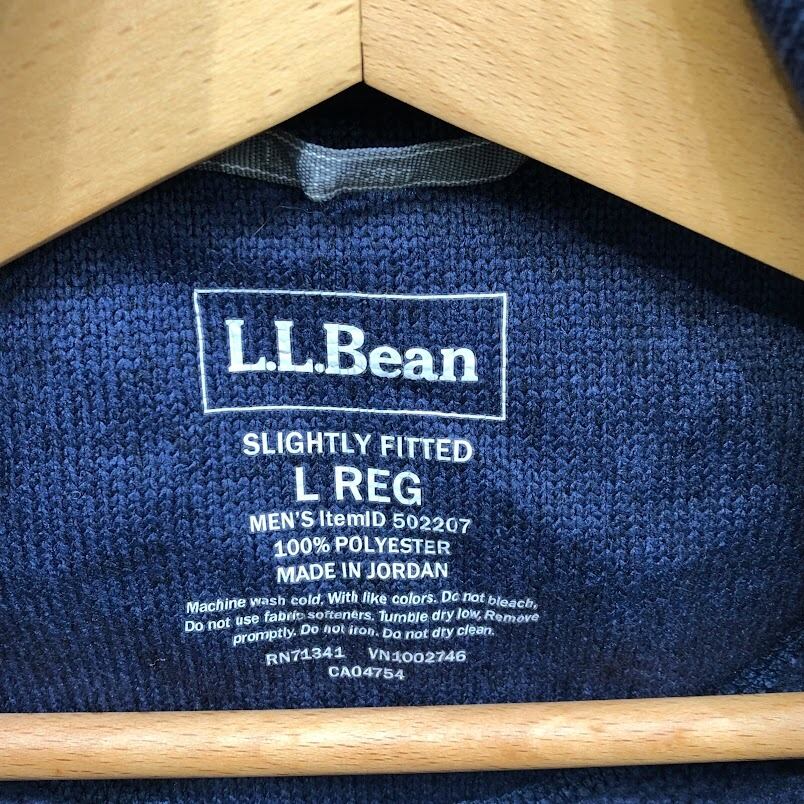 L.L.Bean
SLIGHTLY FITTED
L REG
MEN'S ItemID 502207
100% POLYESTER
MADE IN JORDAN
Machine wash cold, With like colors. Do not bleach,
Do not use fabric softeners. Tumble dry low, Remove
promptly. Do not iron. Do not dry clean.
RN71341 VN1002746
CA04754